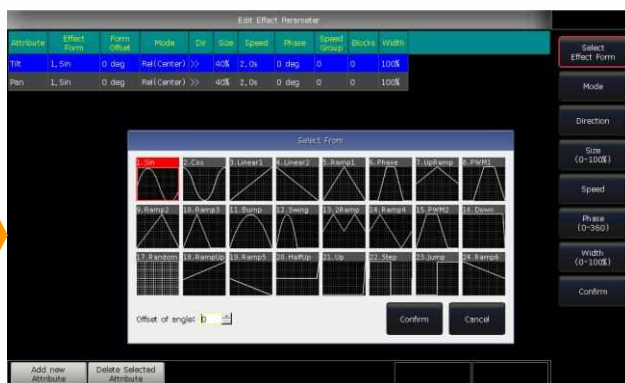 Edit Effect Parameter
Attribute Effect Form Form Offset Mode Dir Size Speed Phase Speed Group Blocks Width
Tilt 1.Sin 0 deg Rel(Center) >> 40% 2.0s 0 deg 0 0 100%
Pan 1.Sin 0 deg Rel(Center) >> 40% 2.0s 0 deg 0 0 100%
Select From
1.Sin 2.Cos 3.Linear1 4.Linear2 5.Ramp1 6.Phase 7.UpRamp 8.PWM1
9.Ramp2 10.Ramp3 11.Bump 12.Swing 13.2Ramp 14.Ramp4 15.PWM2 16.Down
17.Random 18.RampUp 19.Ramp5 20.HalfUp 21.Up 22.Step 23.Jump 24.Ramp6
Offset of angle: 0
Confirm
Cancel
Select
Effect Form
Mode
Direction
Size
(0~100%)
Speed
Phase
(0~360)
Width
(0~100%)
Confirm
Add new
Attribute
Delete Selected
Attribute